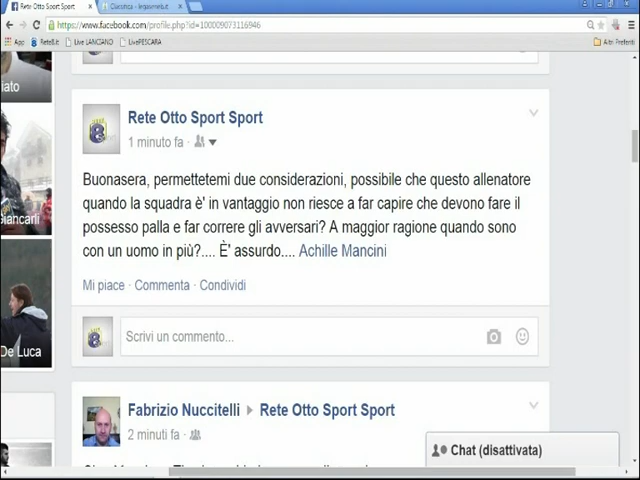 Rete Otto Sport Sport
https://www.facebook.com/profile.php?id=100009073116946
App
Rete8.it
Live LANCIANO
LivePESCARA
Altri Preferiti
iato
Giancarli
De Luca
Rete Otto Sport Sport
1 minuto fa ·
Buonasera, permettetemi due considerazioni, possibile che questo allenatore
quando la squadra è' in vantaggio non riesce a far capire che devono fare il
possesso palla e far correre gli avversari? A maggior ragione quando sono
con un uomo in più?.... È' assurdo.... Achille Mancini
Mi piace · Commenta · Condividi
Scrivi un commento...
Fabrizio Nuccitelli Rete Otto Sport Sport
2 minuti fa ·
Chat (disattivata)